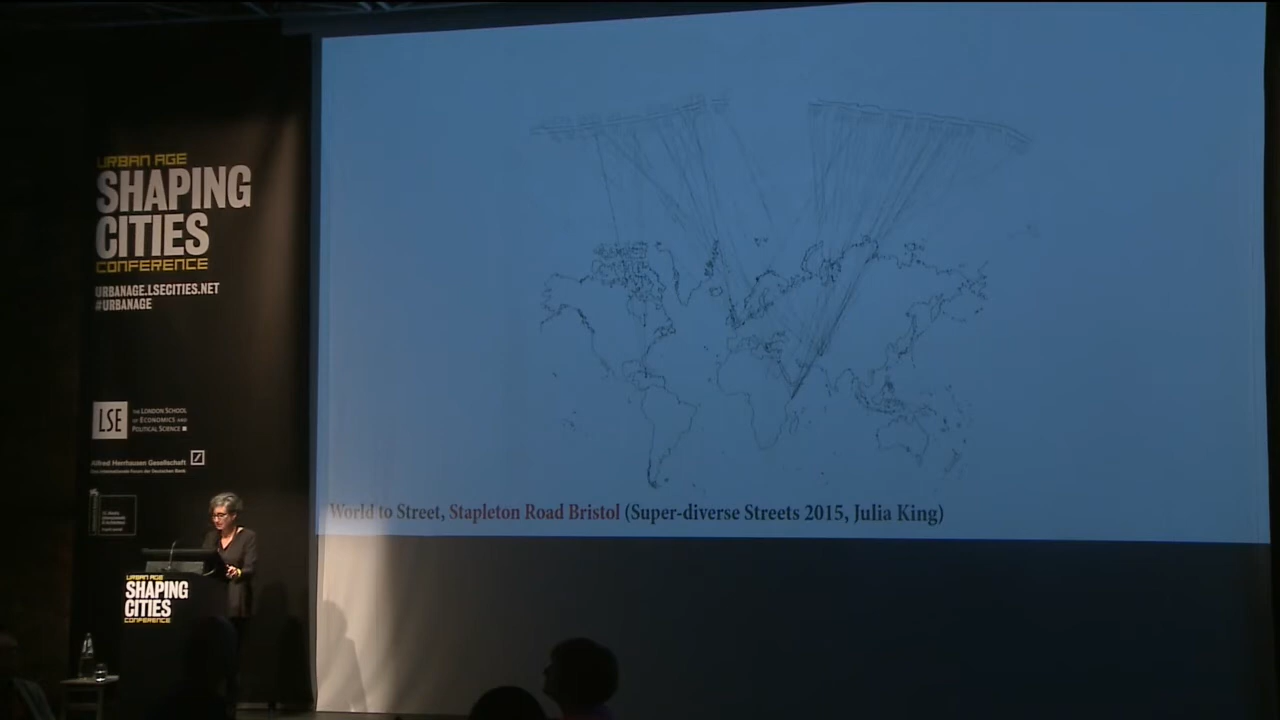 URBAN AGE
SHAPING
CITIES
CONFERENCE
URBANAGE.LSECITIES.NET
#URBANAGE
LSE
THE LONDON SCHOOL
OF ECONOMICS AND
POLITICAL SCIENCE
Alfred Herrhausen Gesellschaft
URBAN AGE
SHAPING
CITIES
CONFERENCE
World to Street, Stapleton Road Bristol (Super-diverse Streets 2015, Julia King)